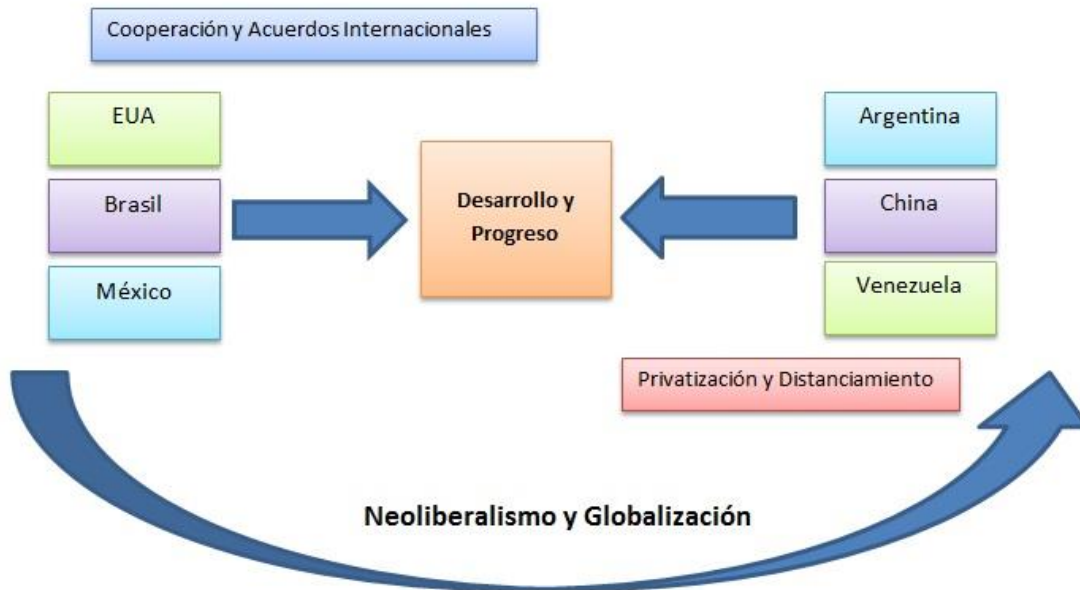 Cooperación y Acuerdos Internacionales
EUA
Brasil
México
Desarrollo y
Progreso
Argentina
China
Venezuela
Privatización y Distanciamiento
Neoliberalismo y Globalización